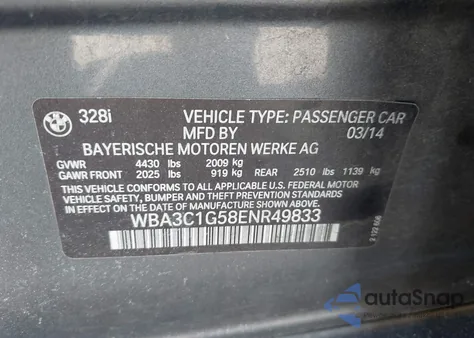 328i VEHICLE TYPE: PASSENGER CAR
MFD BY 03/14
BAYERISCHE MOTOREN WERKE AG
GVWR 4430 lbs 2009 kg
GAWR FRONT 2025 lbs 919 kg REAR 2510 lbs 1139 kg
THIS VEHICLE CONFORMS TO ALL APPLICABLE U.S. FEDERAL MOTOR
VEHICLE SAFETY, BUMPER AND THEFT PREVENTION STANDARDS
IN EFFECT ON THE DATE OF MANUFACTURE SHOWN ABOVE.
WBA3C1G58ENR49833
autoSnap